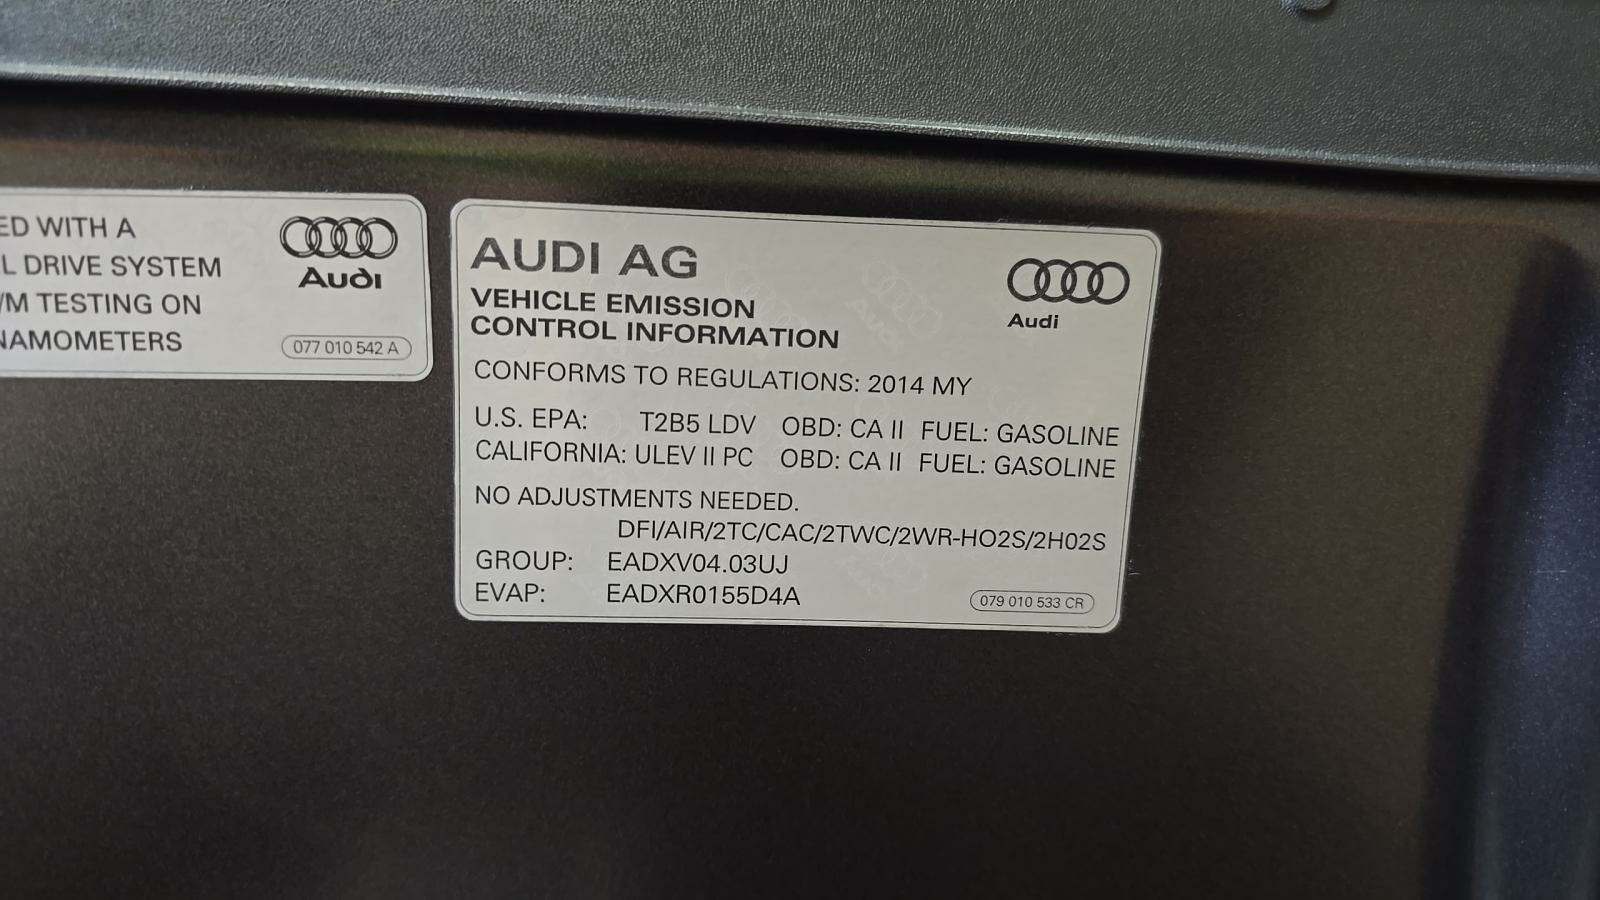 ED WITH A
L DRIVE SYSTEM
/M TESTING ON
NAMOMETERS
Audi
077 010 542 A
AUDI AG
VEHICLE EMISSION
CONTROL INFORMATION
Audi
CONFORMS TO REGULATIONS: 2014 MY
U.S. EPA: T2B5 LDV OBD: CA II FUEL: GASOLINE
CALIFORNIA: ULEV II PC OBD: CA II FUEL: GASOLINE
NO ADJUSTMENTS NEEDED.
DFI/AIR/2TC/CAC/2TWC/2WR-HO2S/2H02S
GROUP: EADXV04.03UJ
EVAP: EADXR0155D4A
079 010 533 CR